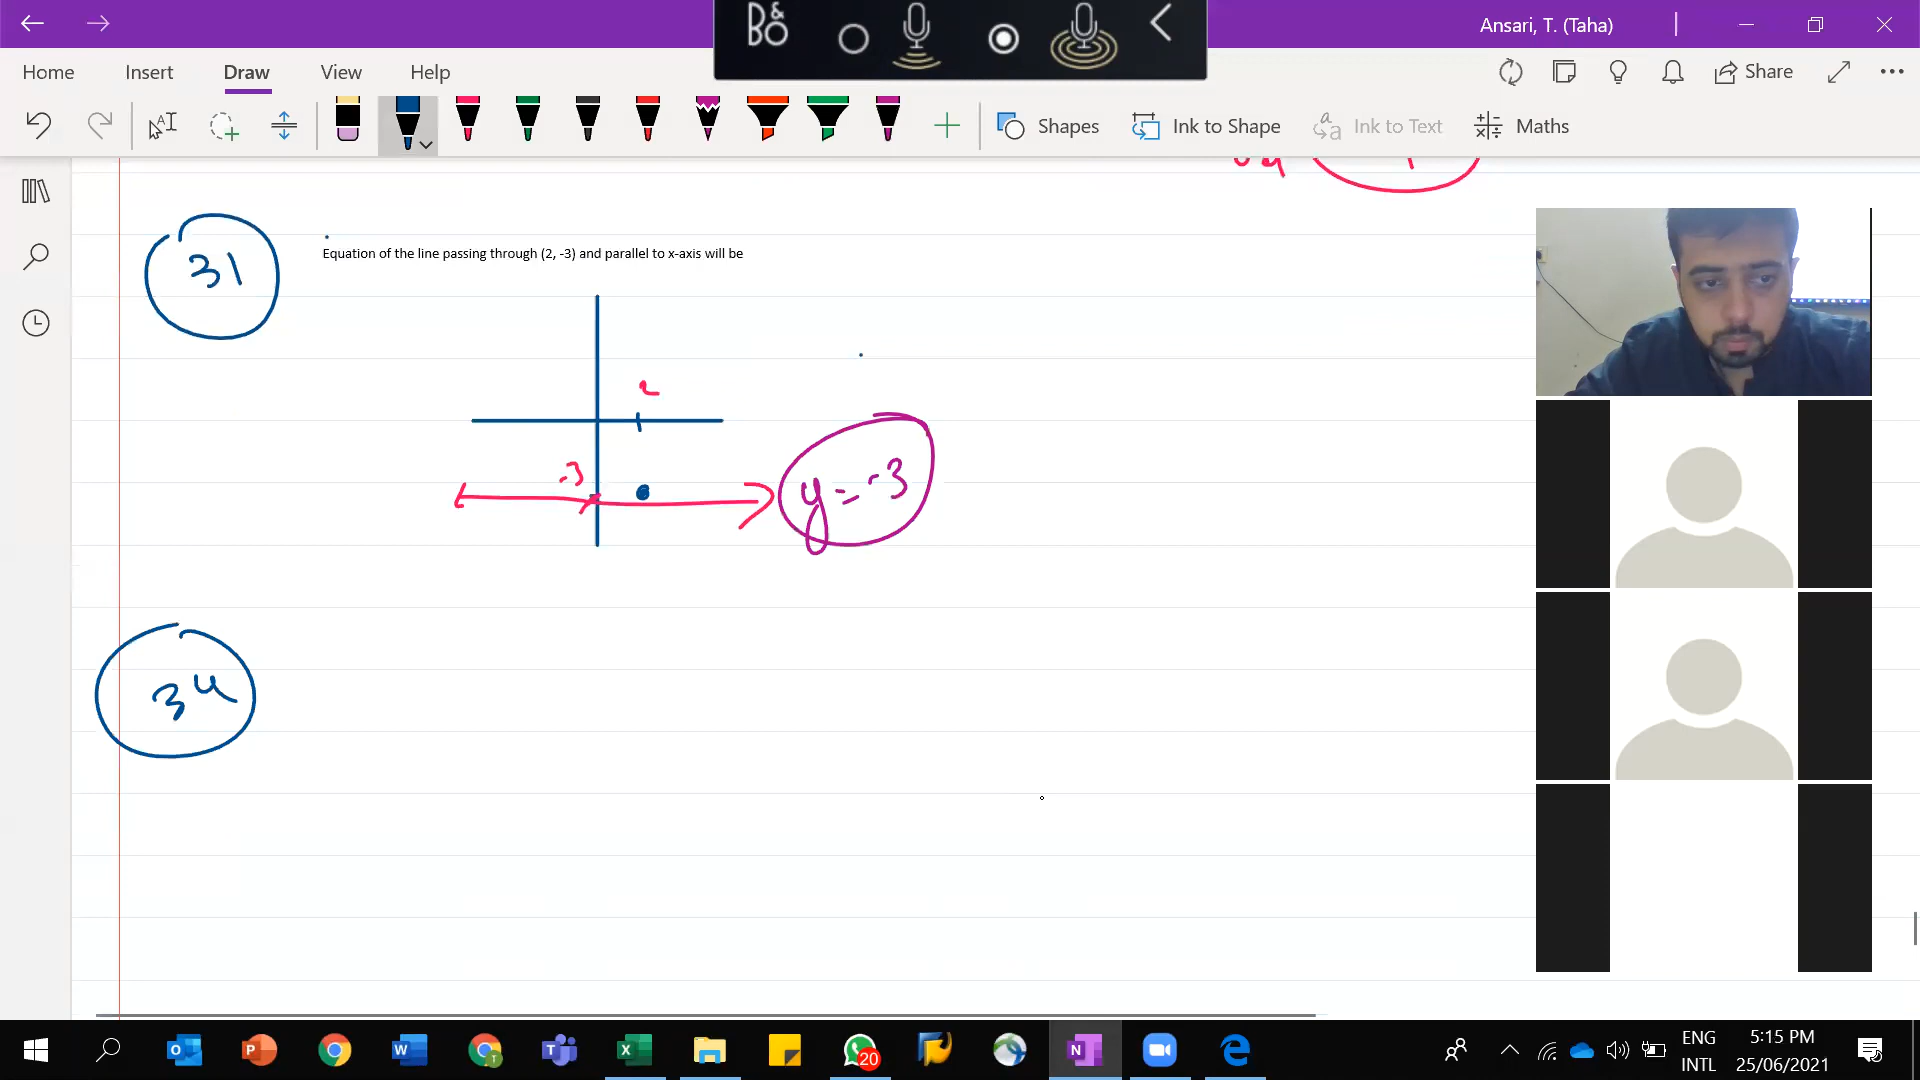 B&O
Ansari, T. (Taha)
Home Insert Draw View Help
Share
Shapes
Ink to Shape
Ink to Text
Maths
31
Equation of the line passing through (2, -3) and parallel to x-axis will be
2
-3
y=-3
34
20
ENG
INTL
5:15 PM
25/06/2021